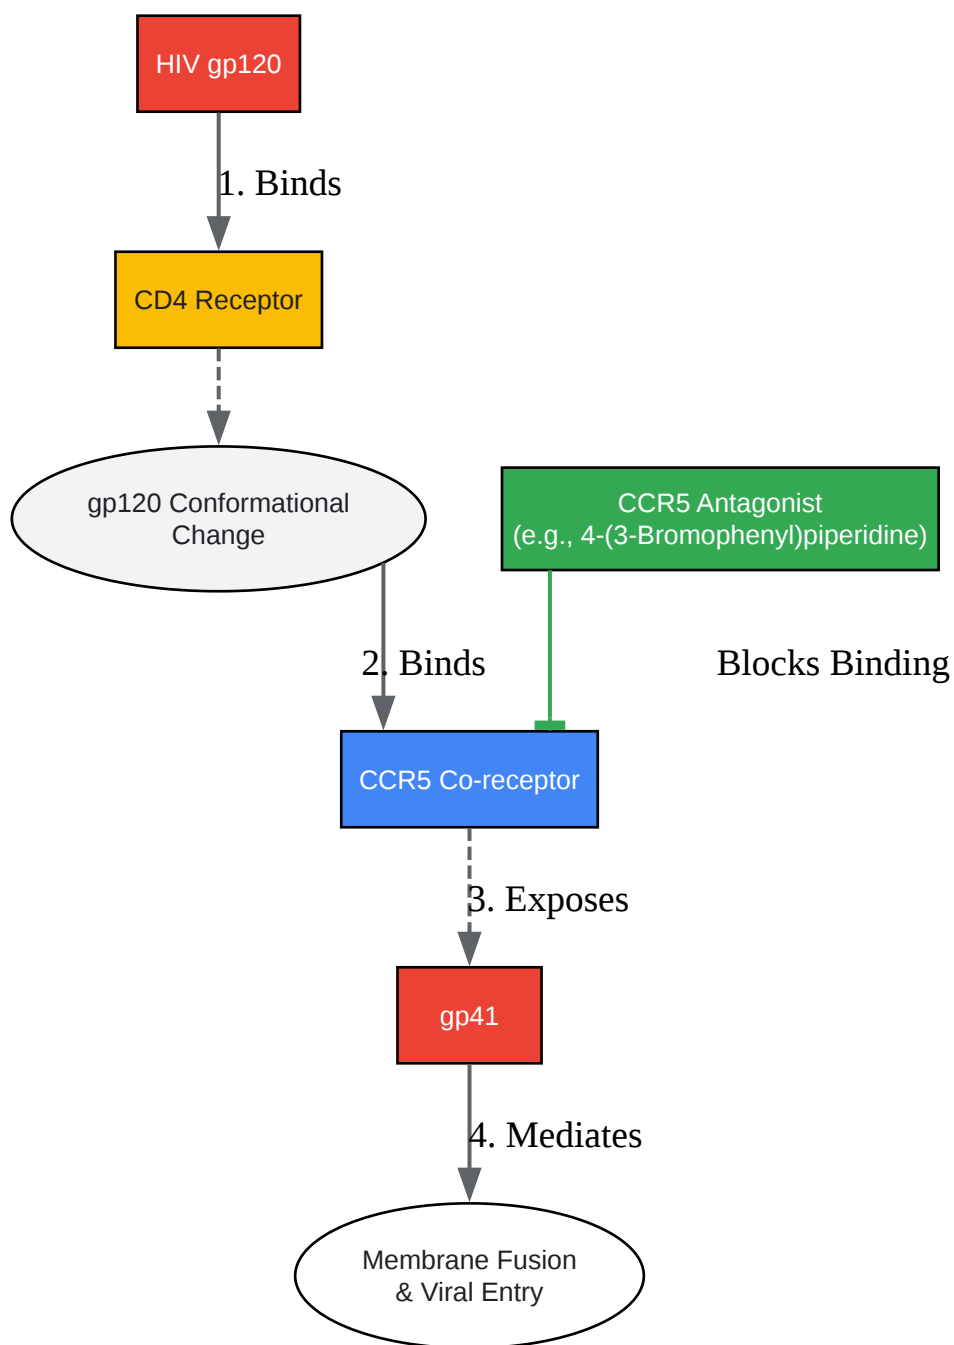 HIV gp120
1. Binds
CD4 Receptor
gp120 Conformational
Change
CCR5 Antagonist
(e.g., 4-(3-Bromophenyl)piperidine)
2. Binds
Blocks Binding
CCR5 Co-receptor
3. Exposes
gp41
4. Mediates
Membrane Fusion
& Viral Entry